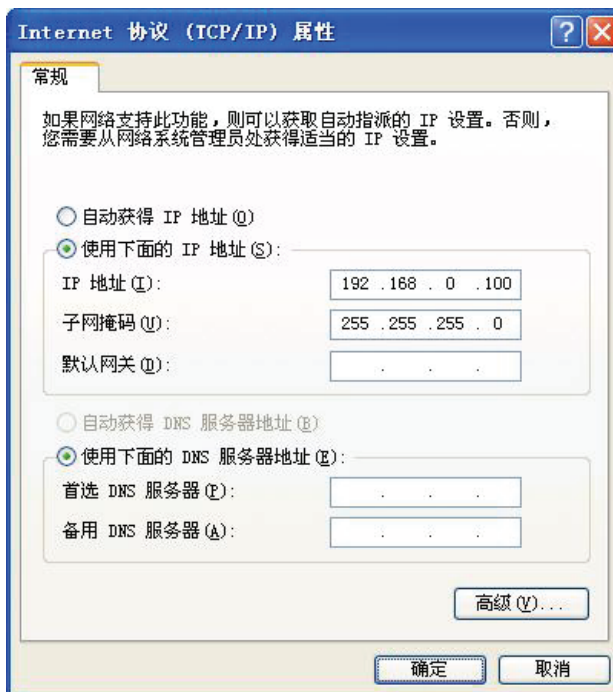 Internet 协议 (TCP/IP) 属性
常规
如果网络支持此功能，则可以获取自动指派的 IP 设置。否则，
您需要从网络系统管理员处获得适当的 IP 设置。
自动获得 IP 地址(O)
使用下面的 IP 地址(S):
IP 地址(I): 192 .168 . 0 .100
子网掩码(U): 255 .255 .255 . 0
默认网关(D): . . .
自动获得 DNS 服务器地址(B)
使用下面的 DNS 服务器地址(E):
首选 DNS 服务器(P): . . .
备用 DNS 服务器(A): . . .
高级(V)...
确定 取消